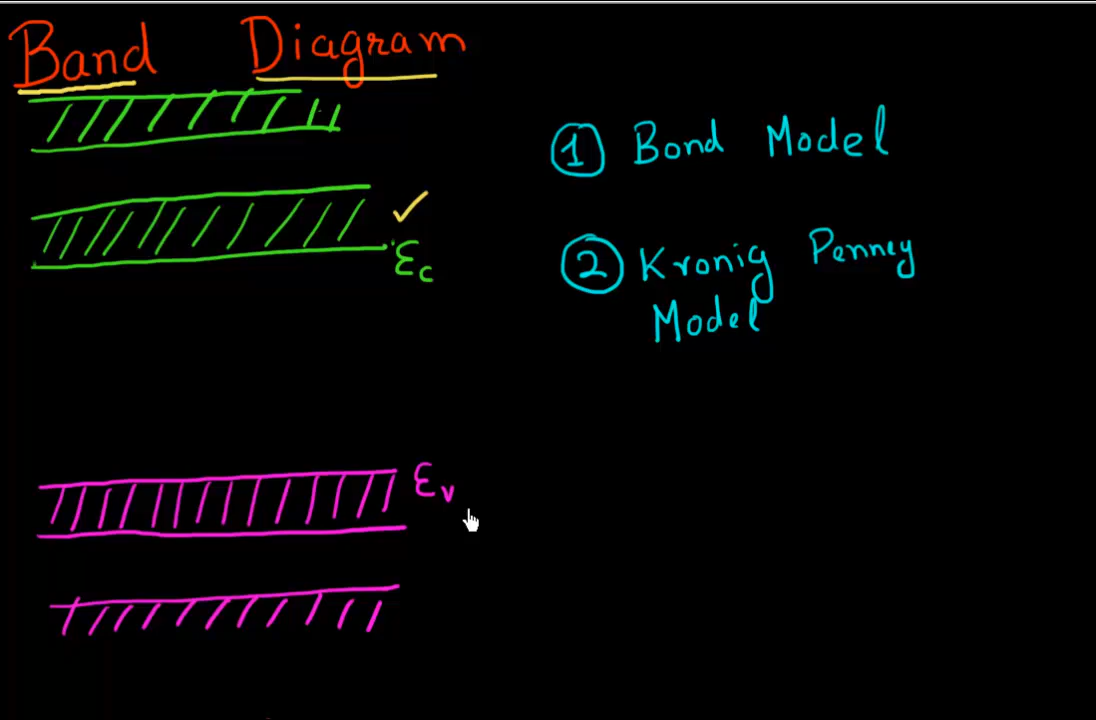 Band Diagram
Ec
Ev
1 Bond Model
2 Kronig Penney
Model